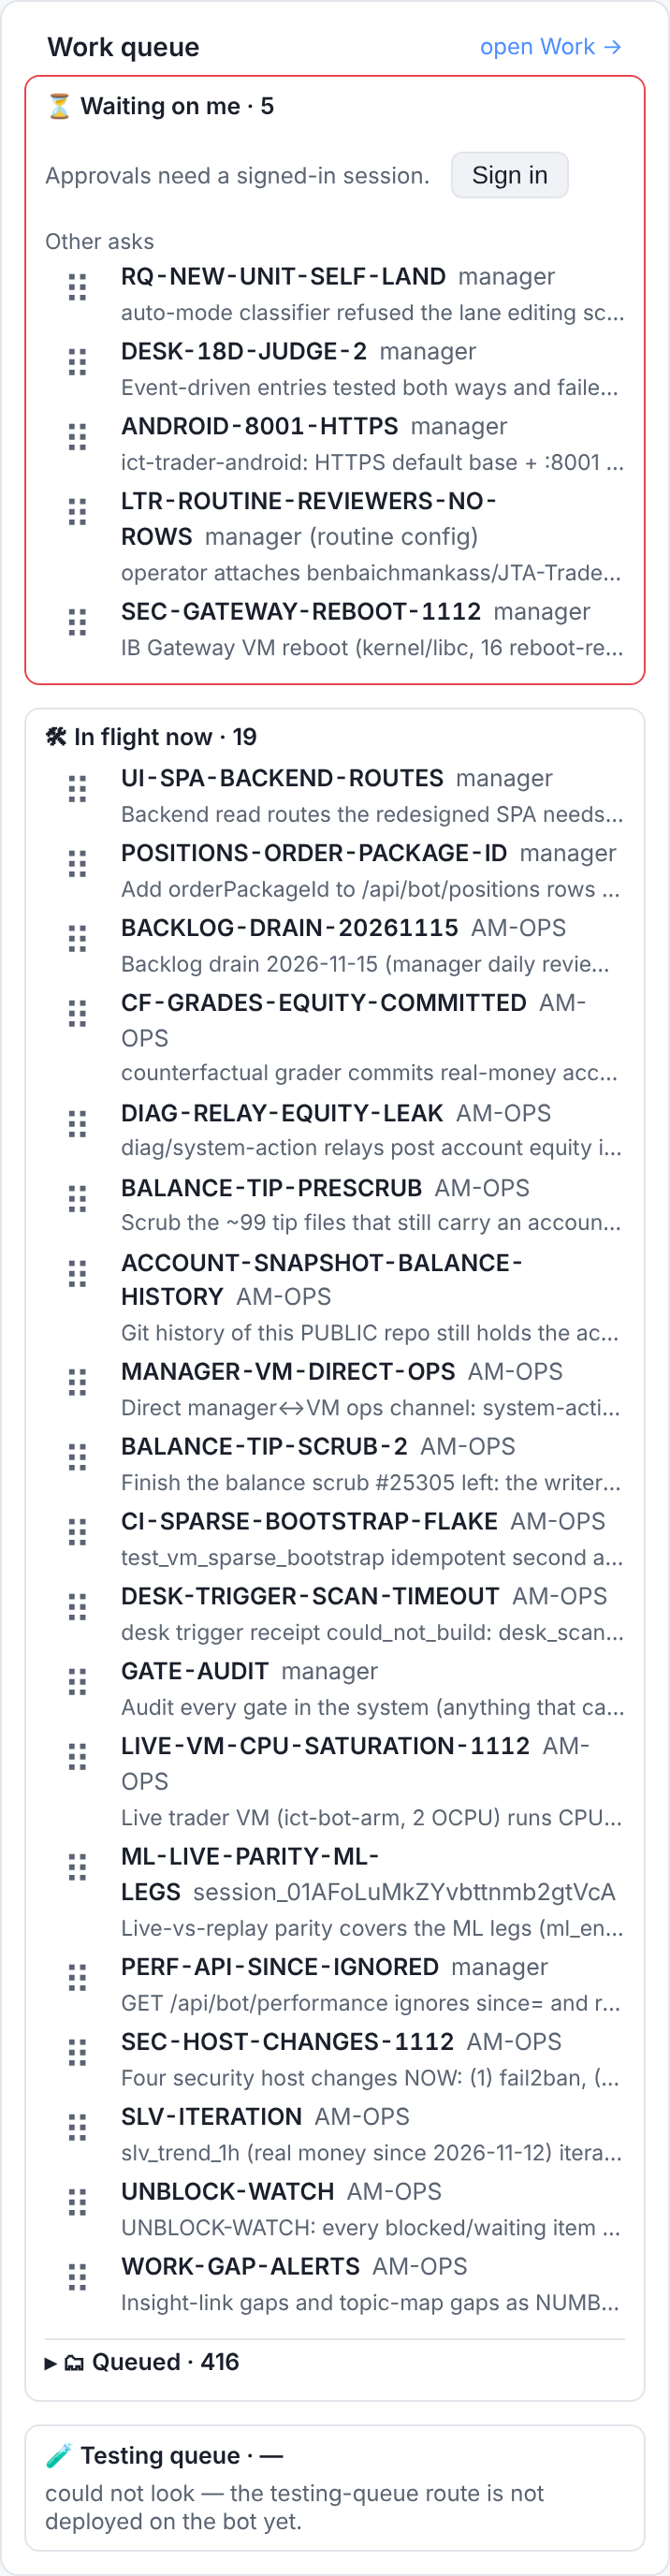 Work queue open Work →
⏳ Waiting on me · 5
Approvals need a signed-in session. Sign in
Other asks
RQ-NEW-UNIT-SELF-LAND manager
auto-mode classifier refused the lane editing sc...
DESK-18D-JUDGE-2 manager
Event-driven entries tested both ways and faile...
ANDROID-8001-HTTPS manager
ict-trader-android: HTTPS default base + :8001 ...
LTR-ROUTINE-REVIEWERS-NO-
ROWS manager (routine config)
operator attaches benbaichmankass/JTA-Trade...
SEC-GATEWAY-REBOOT-1112 manager
IB Gateway VM reboot (kernel/libc, 16 reboot-re...
🛠 In flight now · 19
UI-SPA-BACKEND-ROUTES manager
Backend read routes the redesigned SPA needs...
POSITIONS-ORDER-PACKAGE-ID manager
Add orderPackageId to /api/bot/positions rows ...
BACKLOG-DRAIN-20261115 AM-OPS
Backlog drain 2026-11-15 (manager daily revie...
CF-GRADES-EQUITY-COMMITTED AM-
OPS
counterfactual grader commits real-money acc...
DIAG-RELAY-EQUITY-LEAK AM-OPS
diag/system-action relays post account equity i...
BALANCE-TIP-PRESCRUB AM-OPS
Scrub the ~99 tip files that still carry an accoun...
ACCOUNT-SNAPSHOT-BALANCE-
HISTORY AM-OPS
Git history of this PUBLIC repo still holds the ac...
MANAGER-VM-DIRECT-OPS AM-OPS
Direct manager↔VM ops channel: system-acti...
BALANCE-TIP-SCRUB-2 AM-OPS
Finish the balance scrub #25305 left: the writer...
CI-SPARSE-BOOTSTRAP-FLAKE AM-OPS
test_vm_sparse_bootstrap idempotent second a...
DESK-TRIGGER-SCAN-TIMEOUT AM-OPS
desk trigger receipt could_not_build: desk_scan...
GATE-AUDIT manager
Audit every gate in the system (anything that ca...
LIVE-VM-CPU-SATURATION-1112 AM-
OPS
Live trader VM (ict-bot-arm, 2 OCPU) runs CPU...
ML-LIVE-PARITY-ML-
LEGS session_01AFoLuMkZYvbttnmb2gtVcA
Live-vs-replay parity covers the ML legs (ml_en...
PERF-API-SINCE-IGNORED manager
GET /api/bot/performance ignores since= and r...
SEC-HOST-CHANGES-1112 AM-OPS
Four security host changes NOW: (1) fail2ban, (...
SLV-ITERATION AM-OPS
slv_trend_1h (real money since 2026-11-12) itera...
UNBLOCK-WATCH AM-OPS
UNBLOCK-WATCH: every blocked/waiting item ...
WORK-GAP-ALERTS AM-OPS
Insight-link gaps and topic-map gaps as NUMB...
▸ 🗂 Queued · 416
🧪 Testing queue · —
could not look — the testing-queue route is not
deployed on the bot yet.